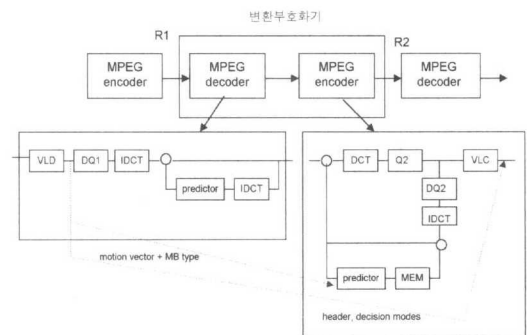 변환부호화기
R1
R2
MPEG encoder
MPEG decoder
MPEG encoder
MPEG decoder
VLD
DQ1
IDCT
predictor
IDCT
motion vector + MB type
DCT
Q2
VLC
DQ2
IDCT
predictor
MEM
header, decision modes